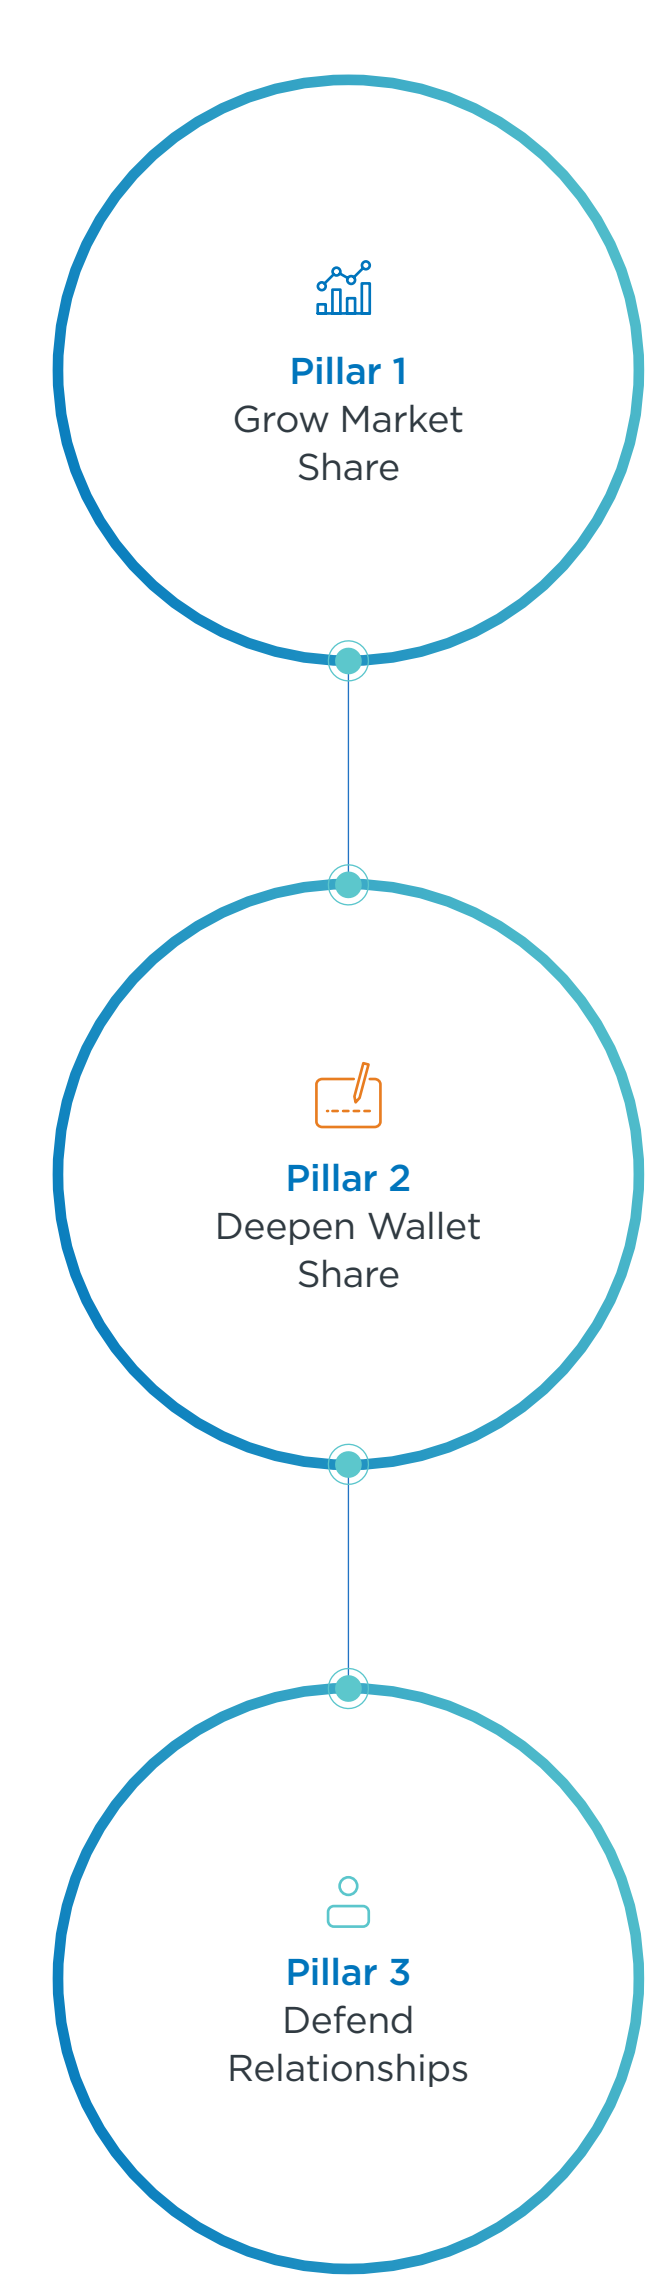 Pillar 1
Grow Market
Share
Pillar 2
Deepen Wallet
Share
Pillar 3
Defend
Relationships